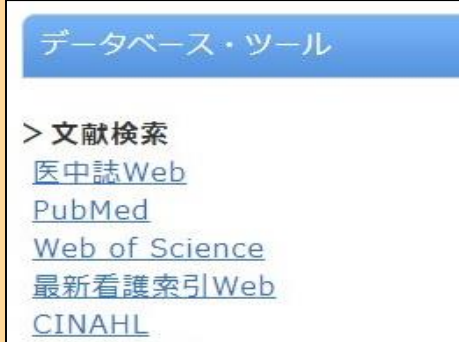 データベース・ツール
> 文献検索
医中誌Web
PubMed
Web of Science
最新看護索引Web
CINAHL